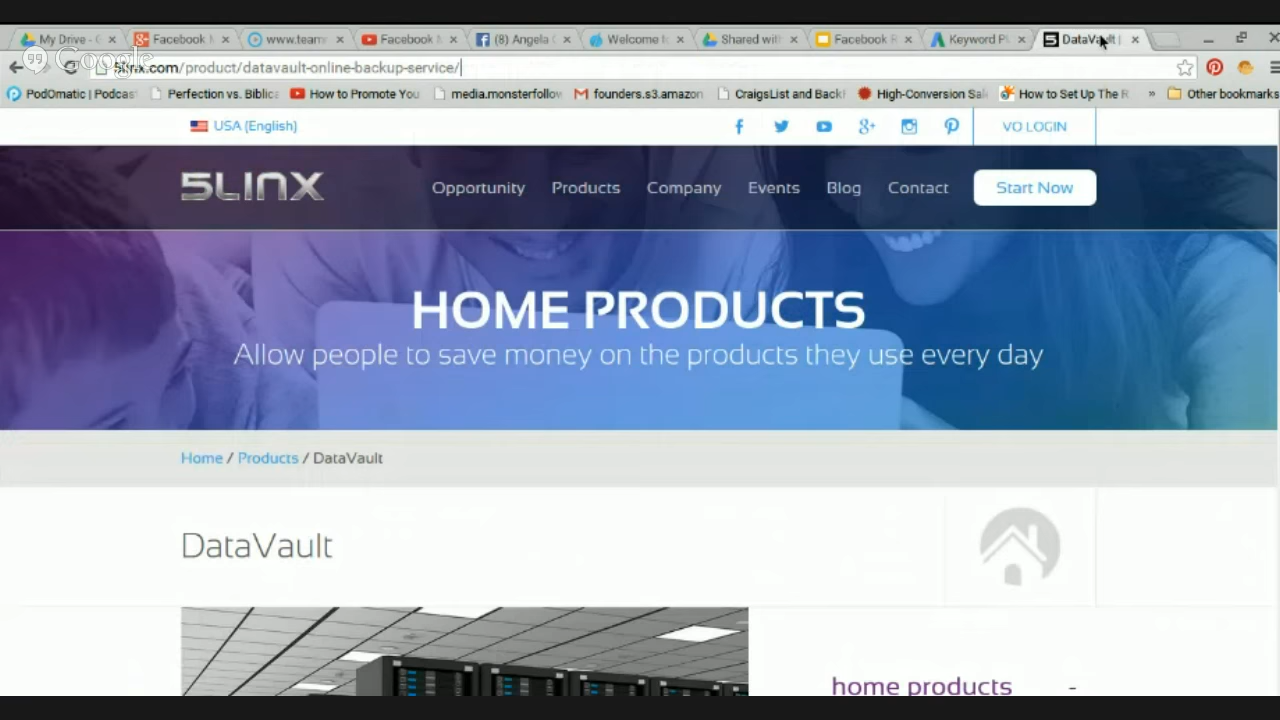 My Drive - G
Facebook M
www.team
Facebook M
(8) Angela
Welcome t
Shared wit
Facebook R
Keyword P
DataVault |
Google
5linx.com/product/datavault-online-backup-service/
PodOmatic | Podcas
Perfection vs. Biblica
How to Promote You
media.monsterfollow
founders.s3.amazon
CraigsList and Back
High-Conversion Sal
How to Set Up The R
»
Other bookmarks
USA (English)
VO LOGIN
5LINX
Opportunity
Products
Company
Events
Blog
Contact
Start Now
HOME PRODUCTS
Allow people to save money on the products they use every day
Home / Products / DataVault
DataVault
home products -